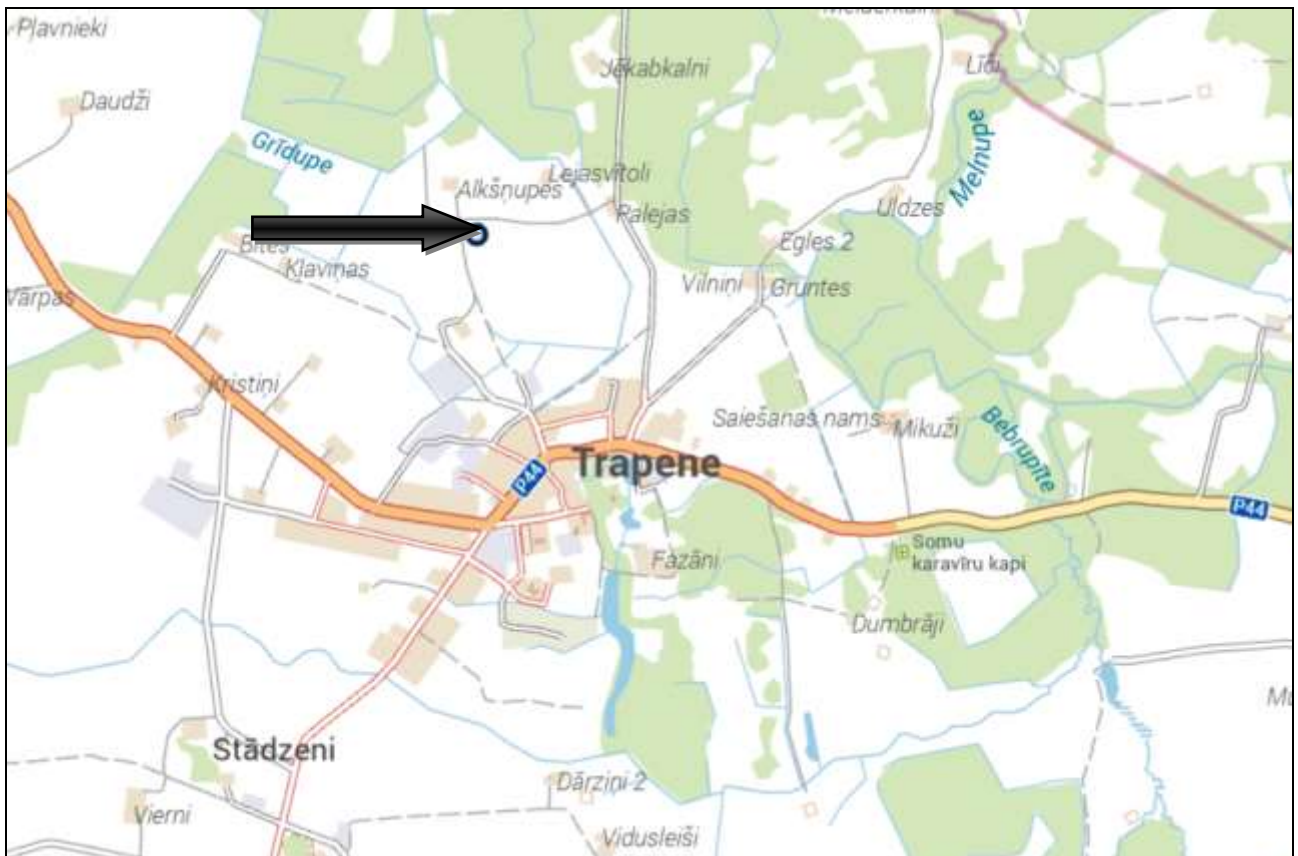 Pļavnieki
Jēkabkalni
Līči
Daudži
Grīdupe
Melnupe
Alkšņupes
Lejasvītoli
Palejas
Uldzes
Bites
Kļaviņas
Egles 2
Vilniņi
Gruntes
Vārpas
Kristiņi
Saiešanas nams
Mikuži
Bebrupīte
Trapene
P44
P44
Somu
karavīru kapi
Fazāni
Dumbrāji
Stādzeni
Dārziņi 2
Vierni
Vidusleiši